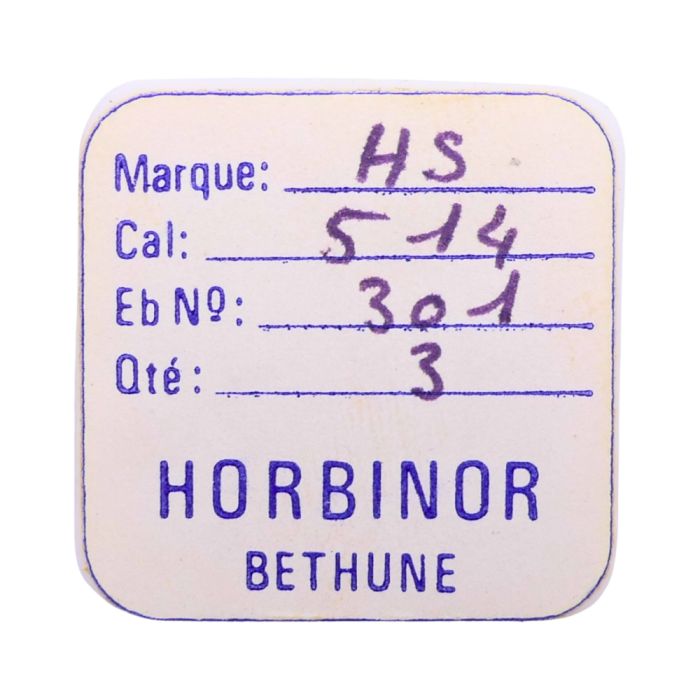 Marque: HS
Cal: 514
Eb Nº: 301
Qté: 3
HORBINOR
BETHUNE